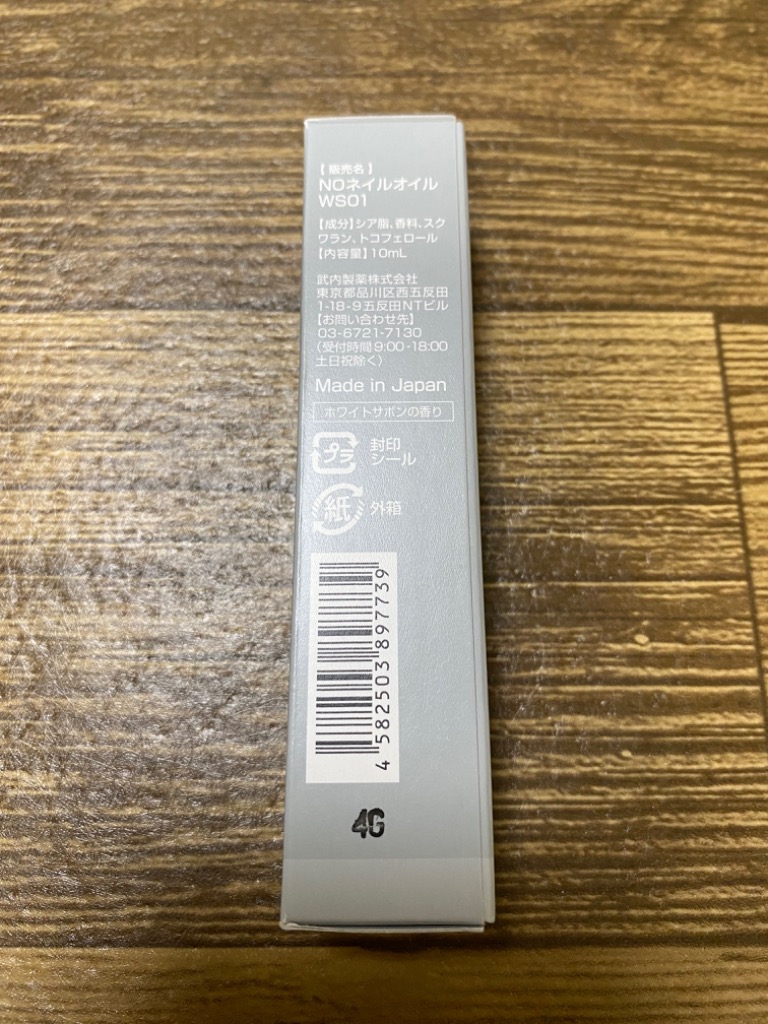 【販売名】
NOネイルオイル
WS01
【成分】シア脂、香料、スク
ワラン、トコフェロール
【内容量】10mL
武内製薬株式会社
東京都品川区西五反田
1-18-9五反田NTビル
【お問い合わせ先】
03-6721-7130
(受付時間9:00-18:00
土日祝除く)
Made in Japan
ホワイトサボンの香り
プラ 封印
シール
紙 外箱
4 582503 897739
4G